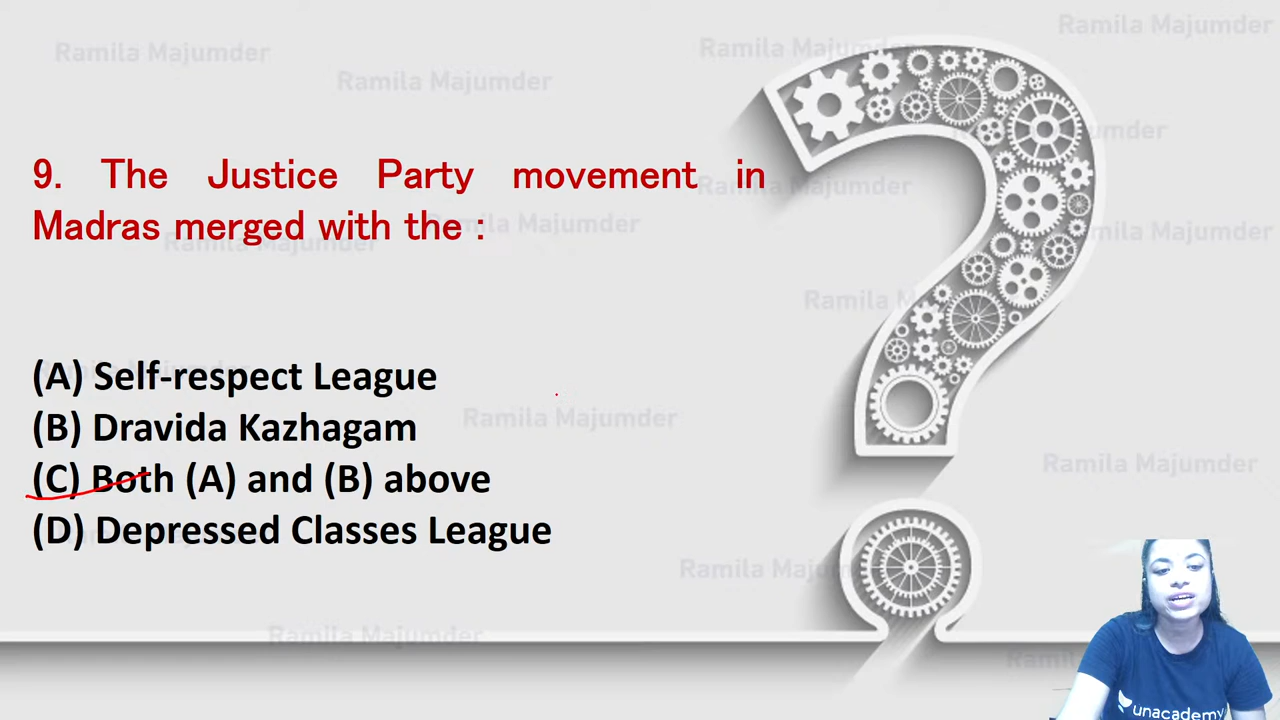 Ramila Majumder
Ramila Majumder
Ramila Majumder
Ramila Majumder
9. The Justice Party movement in
Madras merged with the :
Majumder
Ramila Majumder
Ramila Majumder
Ramila Majumder
Majumder
Ramila
(A) Self-respect League
(B) Dravida Kazhagam
Ramila Majumder
(C) Both (A) and (B) above
Ramila Majumder
(D) Depressed Classes League
Ramila
Ramila Majumder
unacademy